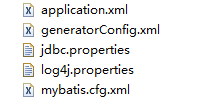 application.xml
generatorConfig.xml
jdbc.properties
log4j.properties
mybatis.cfg.xml